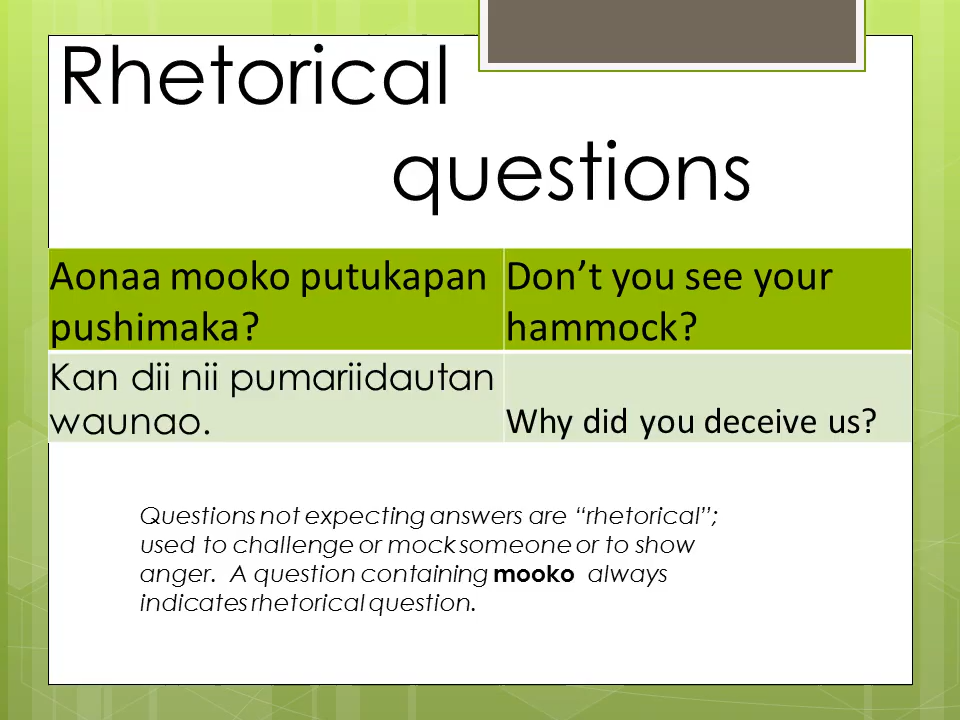 Rhetorical
questions
Aonaa mooko putukapan
pushimaka?
Don’t you see your
hammock?
Kan dii nii pumariidautan
waunao.
Why did you deceive us?
Questions not expecting answers are “rhetorical”;
used to challenge or mock someone or to show
anger. A question containing mooko always
indicates rhetorical question.